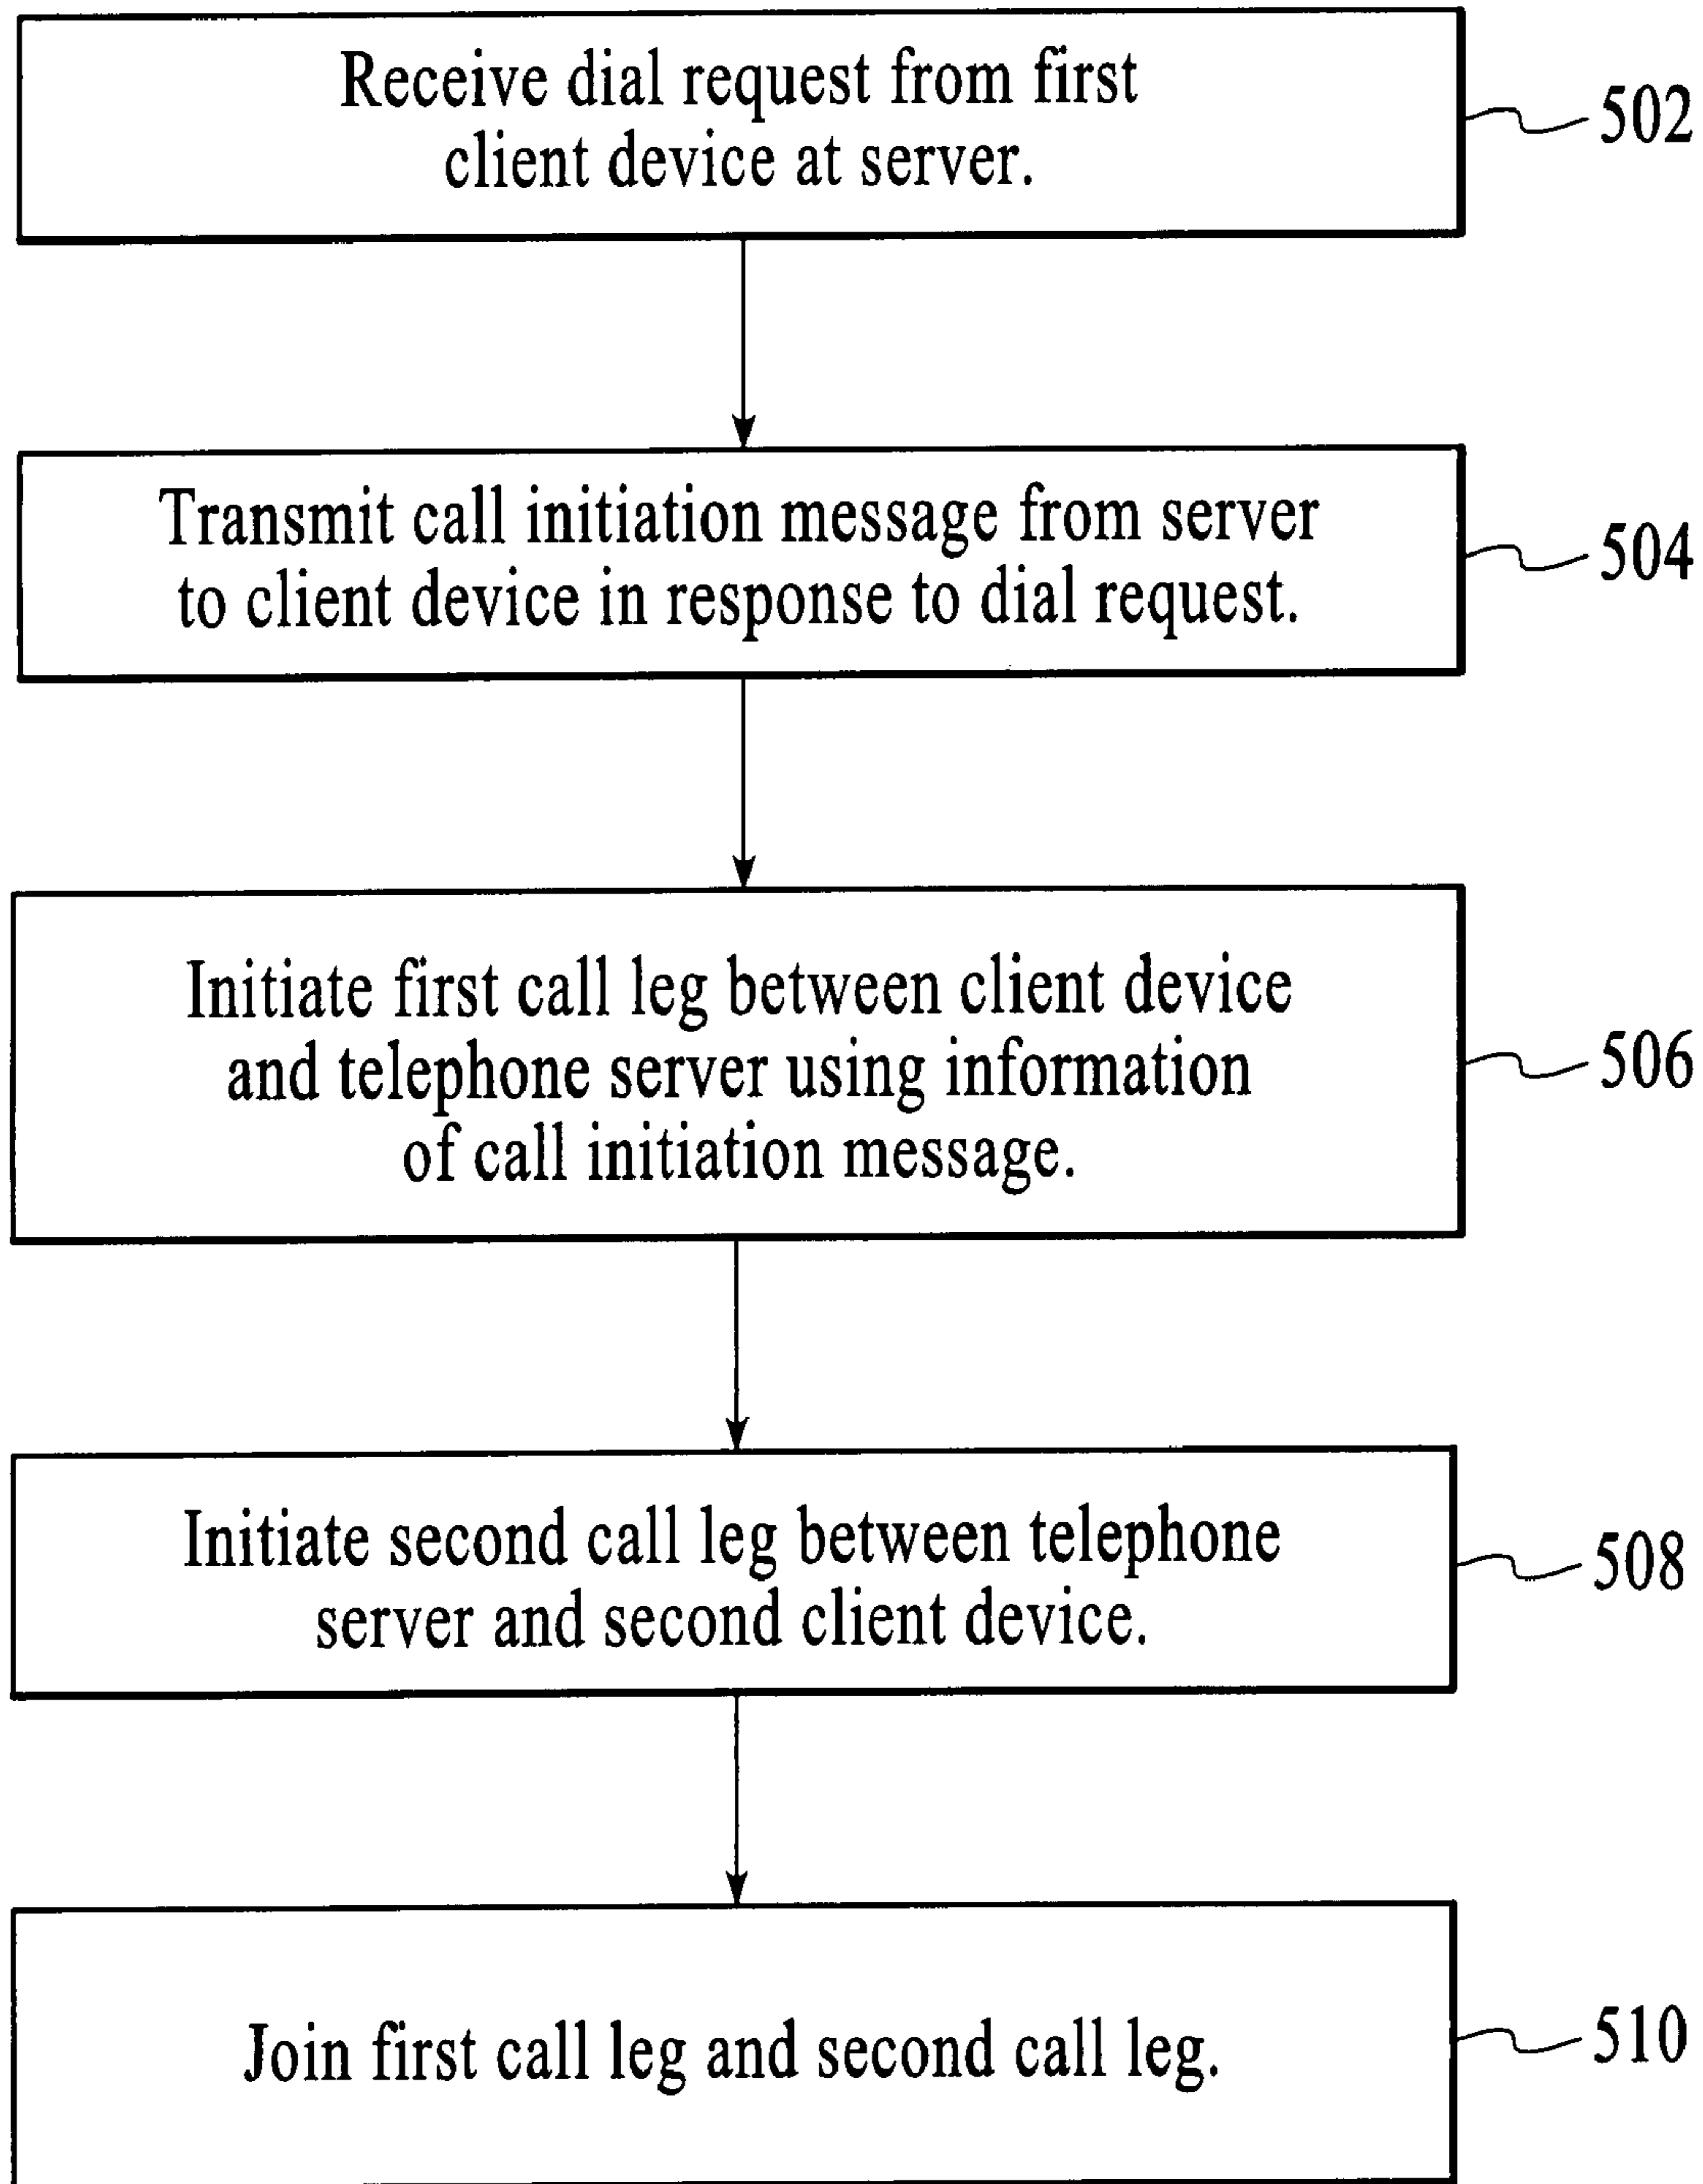 Receive dial request from first
client device at server.
502
Transmit call initiation message from server
to client device in response to dial request.
504
Initiate first call leg between client device
and telephone server using information
of call initiation message.
506
Initiate second call leg between telephone
server and second client device.
508
Join first call leg and second call leg.
510